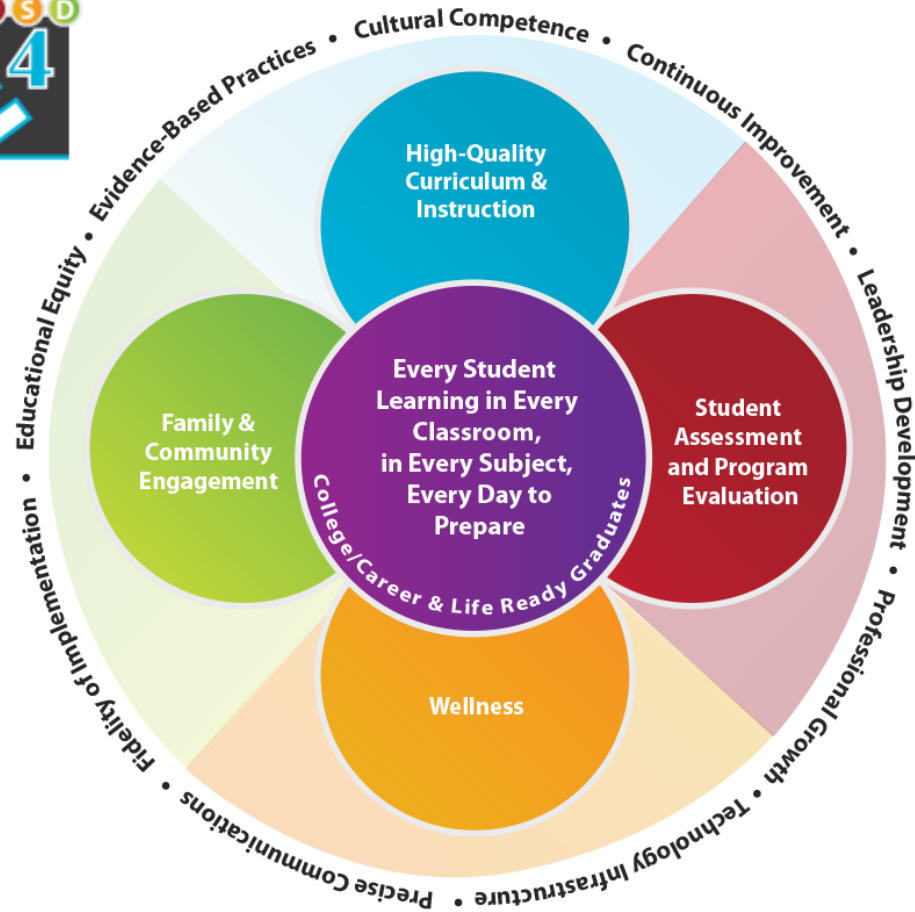 S D
4
Evidence-Based Practices • Cultural Competence • Continuous Improvement • Leadership Development • Professional Growth • Technology Infrastructure • Precise Communications • Fidelity of Implementation • Educational Equity •
High-Quality
Curriculum &
Instruction
Family &
Community
Engagement
Every Student
Learning in Every
Classroom,
in Every Subject,
Every Day to
Prepare
College/Career & Life Ready Graduates
Student
Assessment
and Program
Evaluation
Wellness